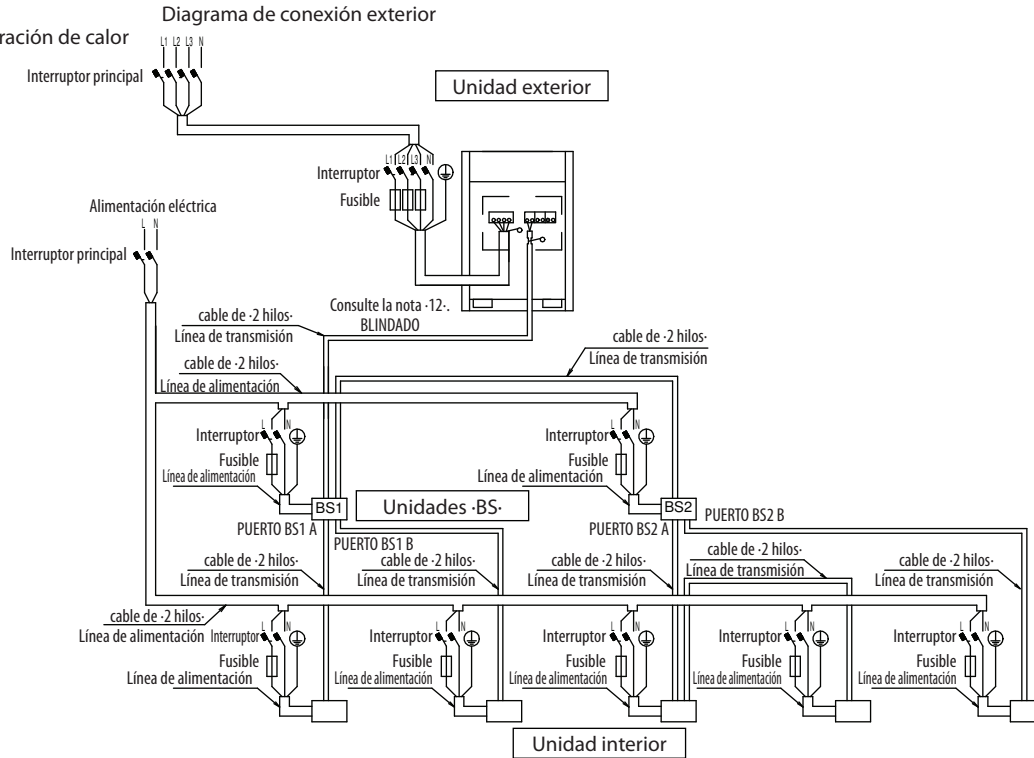 Diagrama de conexión exterior
ración de calor
L1 L2 L3 N
Interruptor principal
Unidad exterior
L1 L2 L3 N
Interruptor
Fusible
Alimentación eléctrica
L N
Interruptor principal
Consulte la nota ·12·.
BLINDADO
cable de ·2 hilos·
Línea de transmisión
cable de ·2 hilos·
Línea de transmisión
cable de ·2 hilos·
Línea de alimentación
L N
Interruptor
Fusible
Línea de alimentación
L N
Interruptor
Fusible
Línea de alimentación
BS1
Unidades ·BS·
BS2
PUERTO BS1 A
PUERTO BS1 B
PUERTO BS2 A
PUERTO BS2 B
cable de ·2 hilos·
Línea de transmisión
cable de ·2 hilos·
Línea de transmisión
cable de ·2 hilos·
Línea de transmisión
cable de ·2 hilos·
Línea de transmisión
cable de ·2 hilos·
Línea de transmisión
cable de ·2 hilos·
Línea de alimentación
L N
Interruptor
Fusible
Línea de alimentación
L N
Interruptor
Fusible
Línea de alimentación
L N
Interruptor
Fusible
Línea de alimentación
L N
Interruptor
Fusible
Línea de alimentación
L N
Interruptor
Fusible
Línea de alimentación
Unidad interior